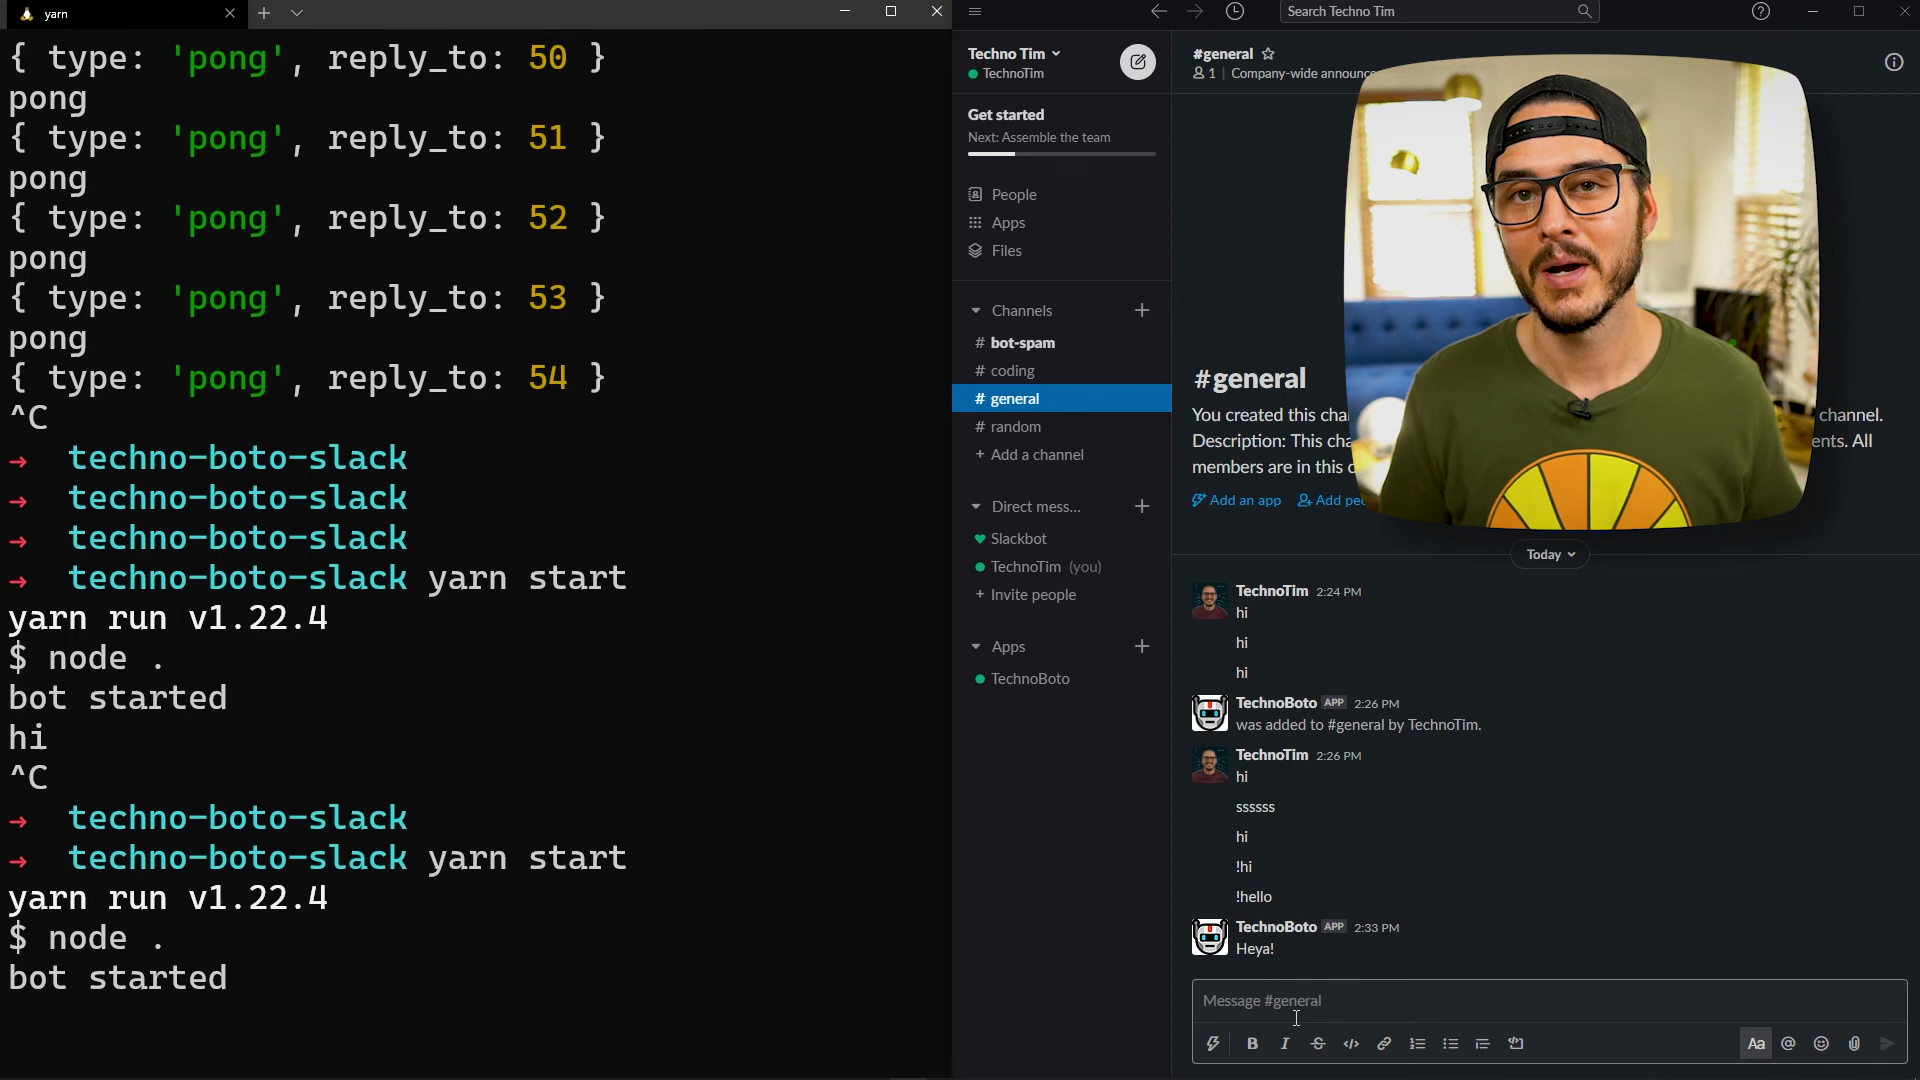 yarn
{ type: 'pong', reply_to: 50 }
pong
{ type: 'pong', reply_to: 51 }
pong
{ type: 'pong', reply_to: 52 }
pong
{ type: 'pong', reply_to: 53 }
pong
{ type: 'pong', reply_to: 54 }
^C
→ techno-boto-slack
→ techno-boto-slack
→ techno-boto-slack
→ techno-boto-slack yarn start
yarn run v1.22.4
$ node .
bot started
hi
^C
→ techno-boto-slack
→ techno-boto-slack yarn start
yarn run v1.22.4
$ node .
bot started
Search Techno Tim
Techno Tim
TechnoTim
Get started
Next: Assemble the team
People
Apps
Files
Channels
# bot-spam
# coding
# general
# random
+ Add a channel
Direct mess...
Slackbot
TechnoTim (you)
+ Invite people
Apps
TechnoBoto
#general
1 | Company-wide announc
#general
You created this cha channel.
Description: This cha ents. All
members are in this c
Add an app Add pe
Today
TechnoTim 2:24 PM
hi
hi
hi
TechnoBoto APP 2:26 PM
was added to #general by TechnoTim.
TechnoTim 2:26 PM
hi
ssssss
hi
!hi
!hello
TechnoBoto APP 2:33 PM
Heya!
Message #general
B I S Aa @